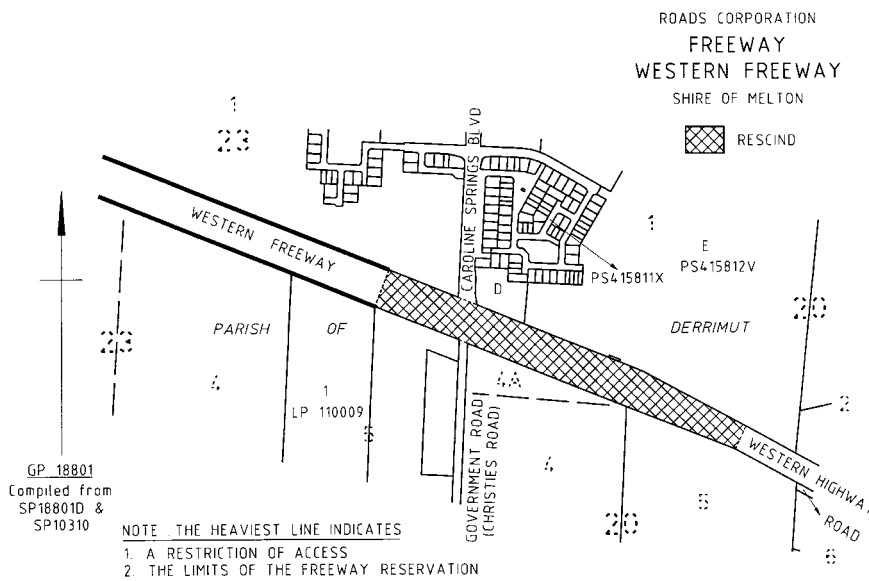 ROADS CORPORATION
FREEWAY
WESTERN FREEWAY
SHIRE OF MELTON
RESCIND
1
23
CAROLINE SPRINGS BLVD
WESTERN FREEWAY
1
E
PS415812V
PS415811X
D
20
23
PARISH OF
DERRIMUT
4
1
LP 110009
5
4A
2
GOVERNMENT ROAD
(CHRISTIES ROAD)
4
5
20
WESTERN HIGHWAY
ROAD
6
GP 18801
Compiled from
SP18801D &
SP10310
NOTE . THE HEAVIEST LINE INDICATES
1. A RESTRICTION OF ACCESS
2. THE LIMITS OF THE FREEWAY RESERVATION